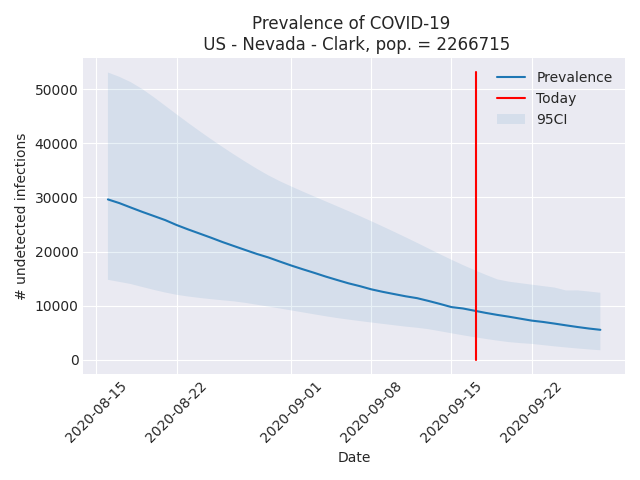 Prevalence of COVID-19
US - Nevada - Clark, pop. = 2266715
Prevalence
Today
95CI
# undetected infections
50000
40000
30000
20000
10000
0
2020-08-15
2020-08-22
2020-09-01
2020-09-08
2020-09-15
2020-09-22
Date